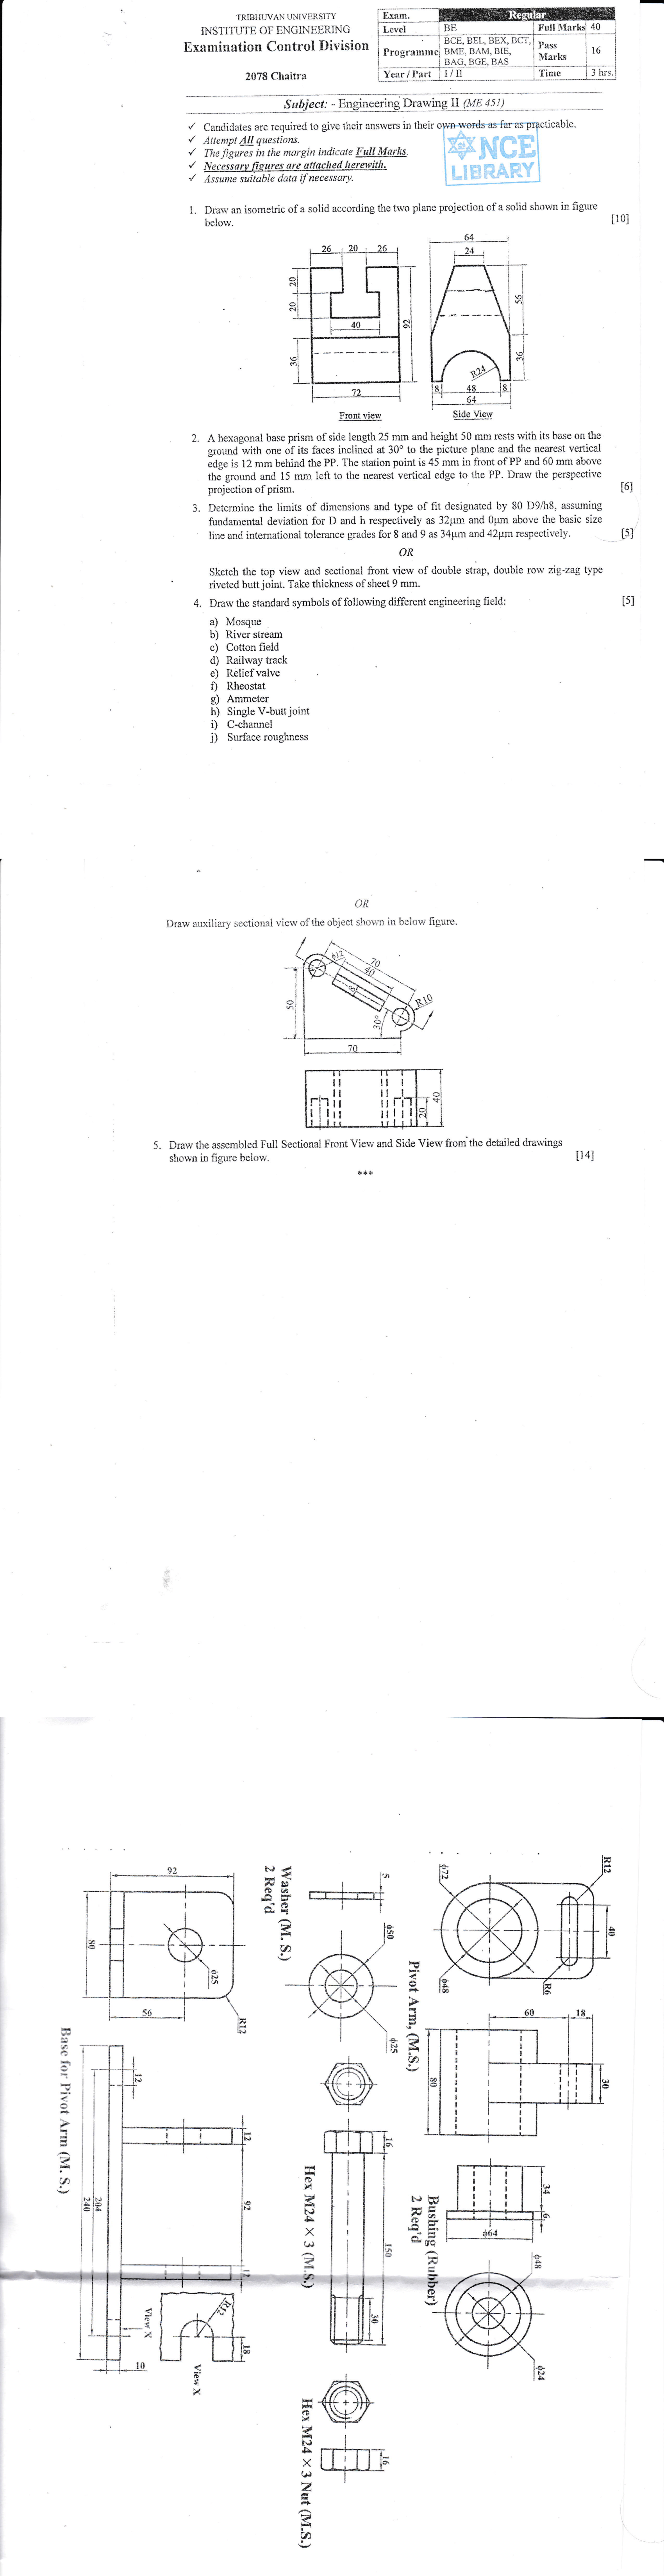 TRIBHUVAN UNIVERSITY
INSTITUTE OF ENGINEERING
Examination Control Division
2078 Chaitra
Exam. Regular
Level BE Full Marks 40
Programme BCE, BEL, BEX, BCT, BME, BAM, BIE, BAG, BGE, BAS Pass Marks 16
Year / Part I / II Time 3 hrs.
Subject: - Engineering Drawing II (ME 451)
✓ Candidates are required to give their answers in their own words as far as practicable.
✓ Attempt All questions.
✓ The figures in the margin indicate Full Marks.
✓ Necessary figures are attached herewith.
✓ Assume suitable data if necessary.
NCE
LIBRARY
1. Draw an isometric of a solid according the two plane projection of a solid shown in figure
below. [10]
26 20 26
20
20
40
92
36
72
Front view
64
24
56
36
R24
8 48 8
64
Side View
2. A hexagonal base prism of side length 25 mm and height 50 mm rests with its base on the
ground with one of its faces inclined at 30° to the picture plane and the nearest vertical
edge is 12 mm behind the PP. The station point is 45 mm in front of PP and 60 mm above
the ground and 15 mm left to the nearest vertical edge to the PP. Draw the perspective
projection of prism. [6]
3. Determine the limits of dimensions and type of fit designated by 80 D9/h8, assuming
fundamental deviation for D and h respectively as 32μm and 0μm above the basic size
line and international tolerance grades for 8 and 9 as 34μm and 42μm respectively. [5]
OR
Sketch the top view and sectional front view of double strap, double row zig-zag type
riveted butt joint. Take thickness of sheet 9 mm.
4. Draw the standard symbols of following different engineering field: [5]
a) Mosque
b) River stream
c) Cotton field
d) Railway track
e) Relief valve
f) Rheostat
g) Ammeter
h) Single V-butt joint
i) C-channel
j) Surface roughness
OR
Draw auxiliary sectional view of the object shown in below figure.
ϕ12
70
40
8
R10
50
30°
70
20
40
5. Draw the assembled Full Sectional Front View and Side View from the detailed drawings
shown in figure below. [14]
***
R12
40
ϕ72
R6
ϕ48
60
18
30
80
Pivot Arm, (M.S.)
34
6
ϕ64
ϕ48
ϕ24
Bushing (Rubber)
2 Req'd
5
ϕ50
ϕ25
Washer (M. S.)
2 Req'd
16
150
30
Hex M24 × 3 (M.S.)
16
Hex M24 × 3 Nut (M.S.)
92
80
ϕ25
56
R12
12
12
92
12
204
240
View X
10
R12
18
View X
Base for Pivot Arm (M. S.)